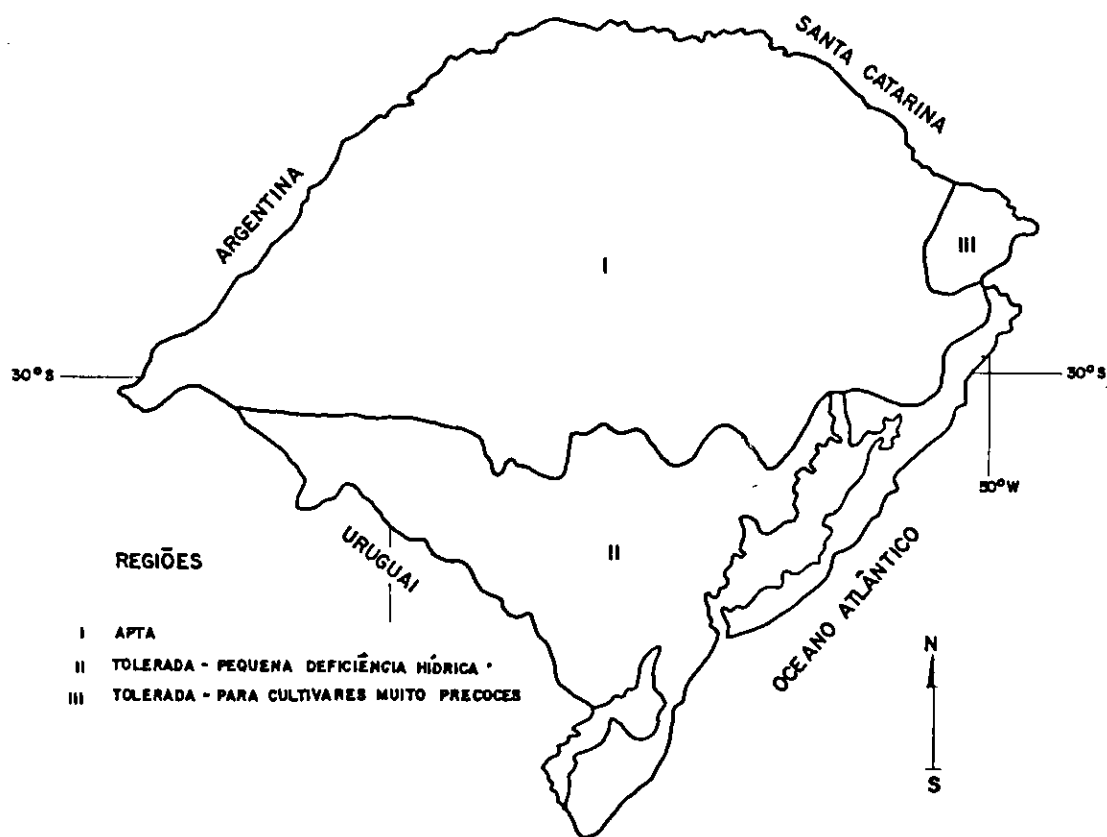 SANTA CATARINA
ARGENTINA
III
I
30°S
30°S
50°W
URUGUAI
II
OCEANO ATLÂNTICO
REGIÕES
I APTA
II TOLERADA - PEQUENA DEFICIÊNCIA HÍDRICA
III TOLERADA - PARA CULTIVARES MUITO PRECOCES
N
S